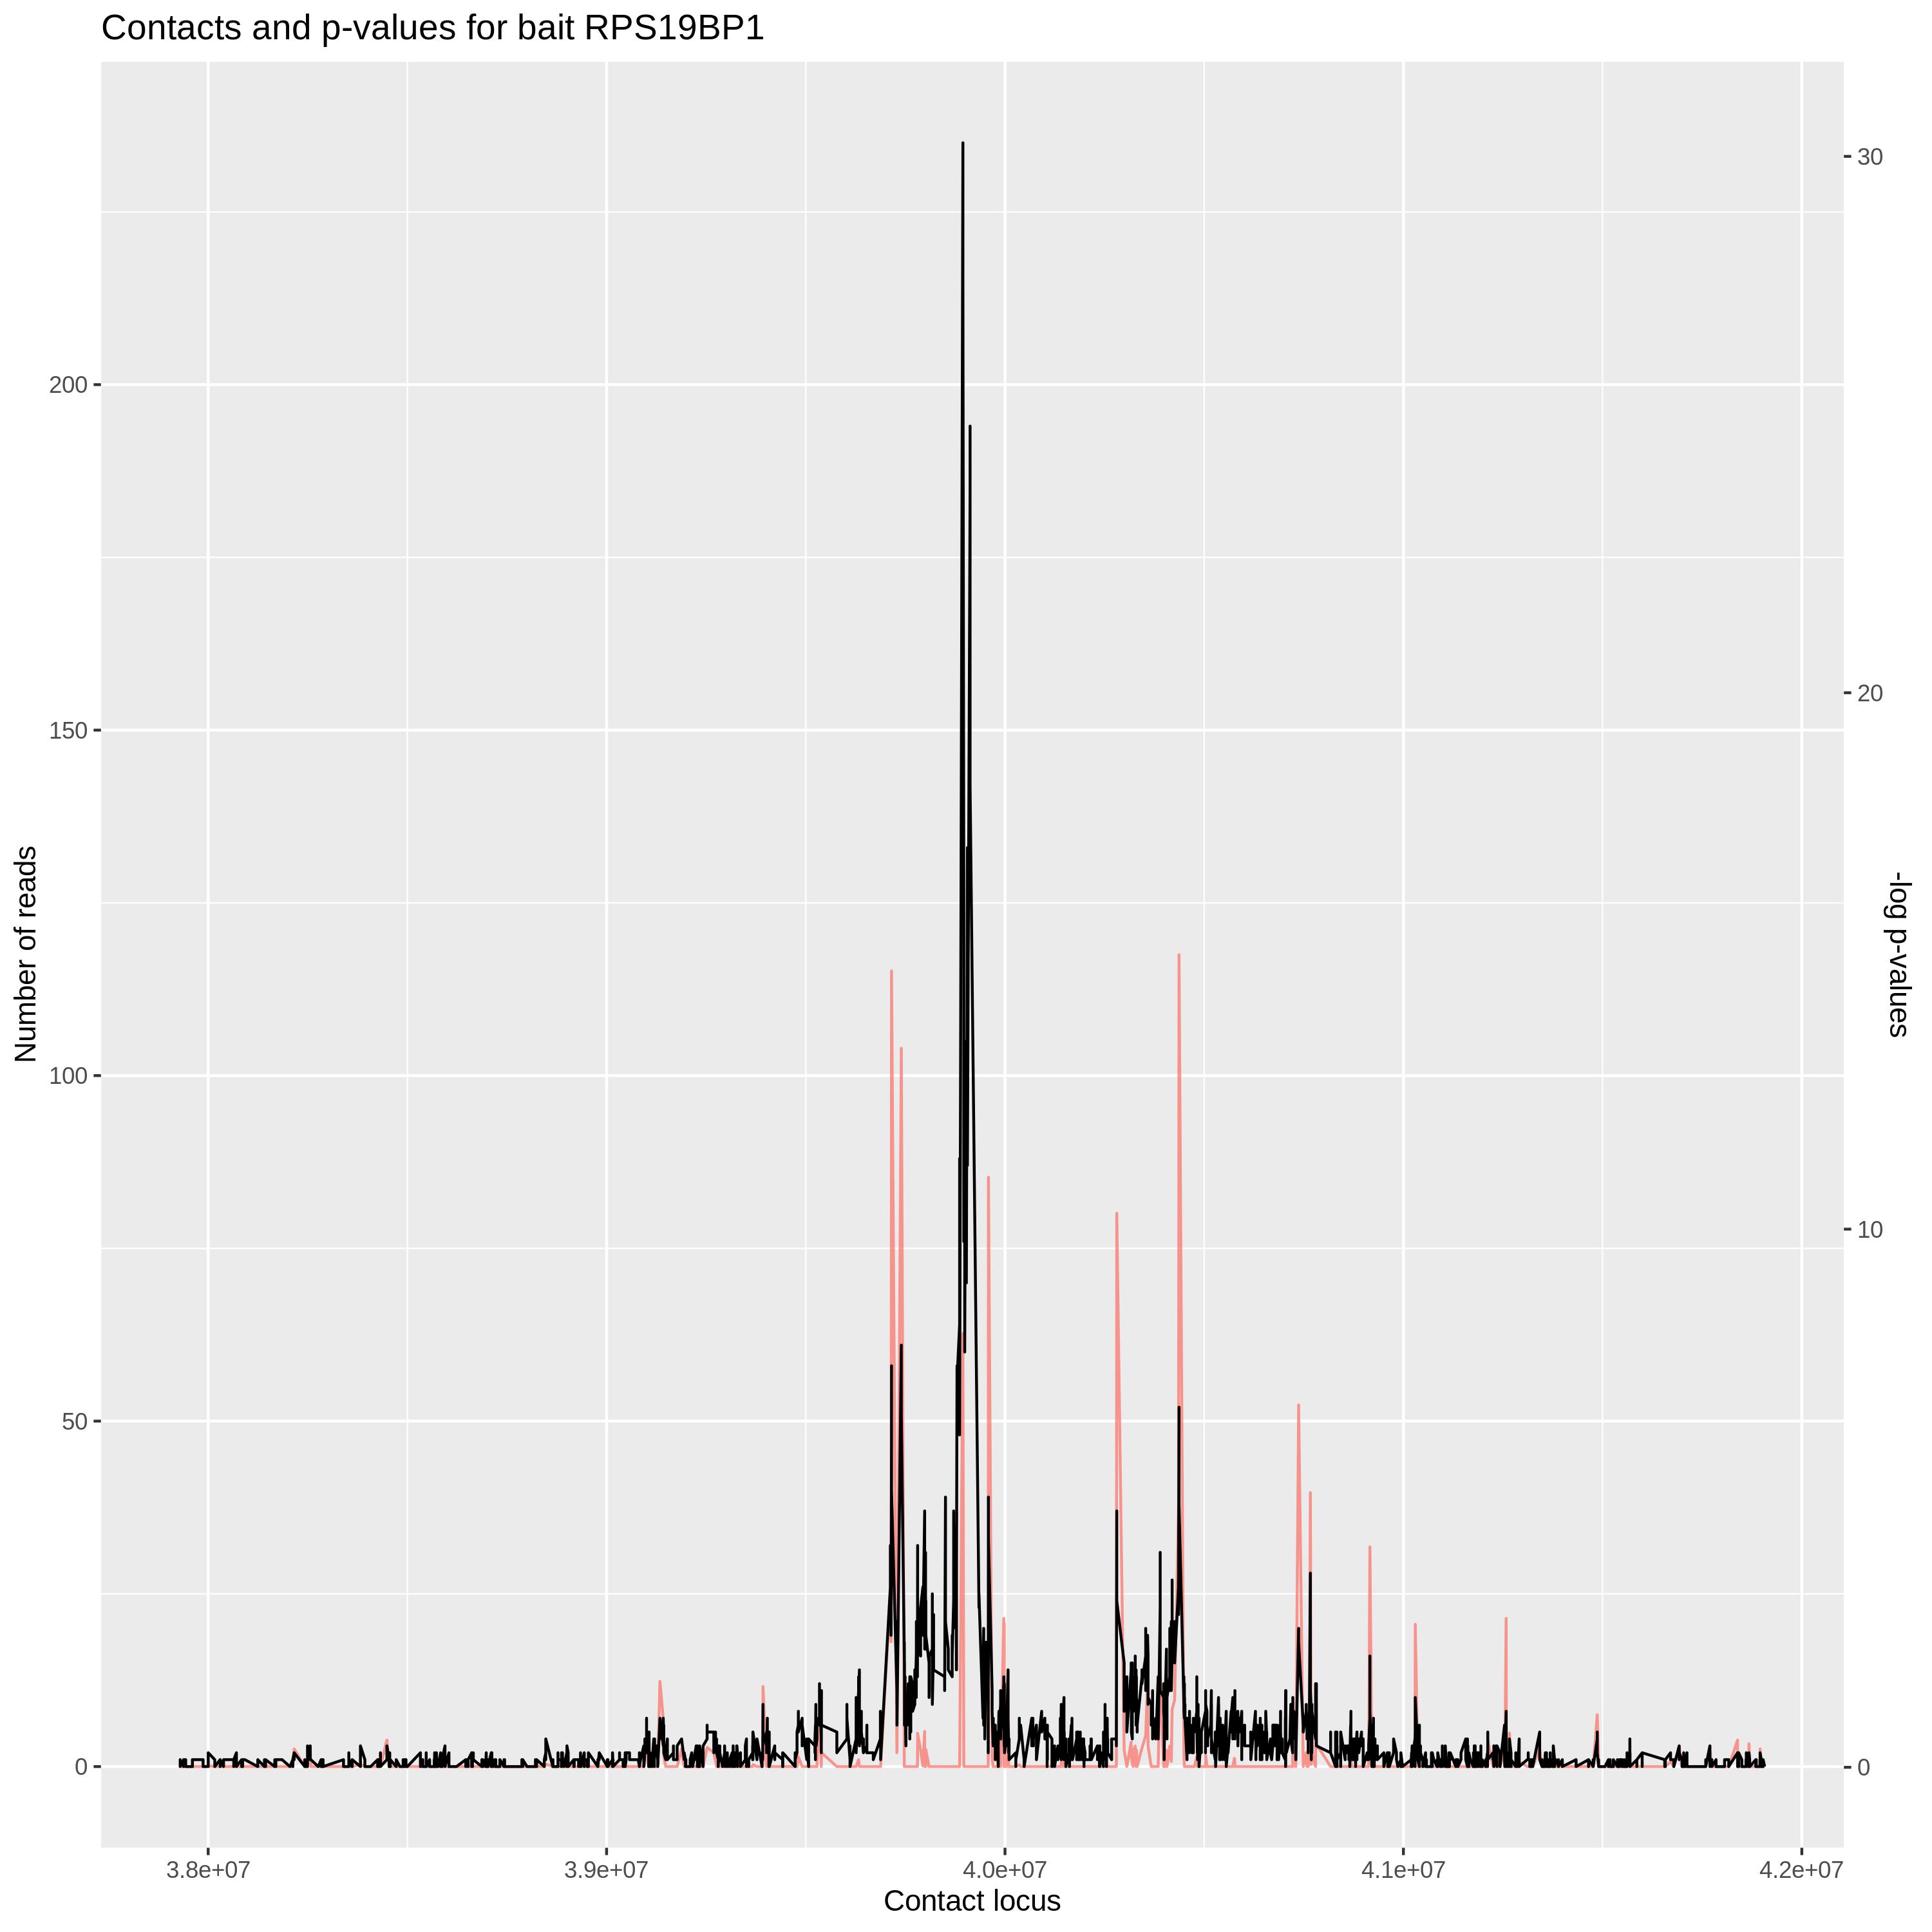 Contacts and p-values for bait RPS19BP1
Number of reads
200
150
100
50
0
30
20
10
0
-log p-values
3.8e+07
3.9e+07
4.0e+07
4.1e+07
4.2e+07
Contact locus